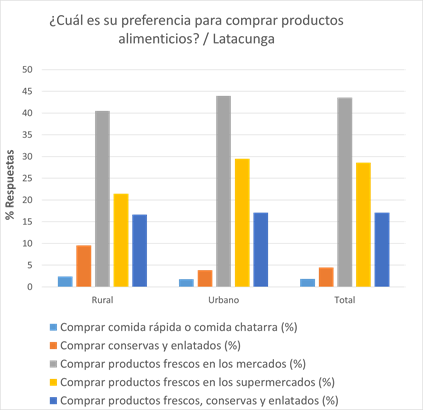 ¿Cuál es su preferencia para comprar productos
alimenticios? / Latacunga
% Respuestas
50
45
40
35
30
25
20
15
10
5
0
Rural
Urbano
Total
Comprar comida rápida o comida chatarra (%)
Comprar conservas y enlatados (%)
Comprar productos frescos en los mercados (%)
Comprar productos frescos en los supermercados (%)
Comprar productos frescos, conservas y enlatados (%)